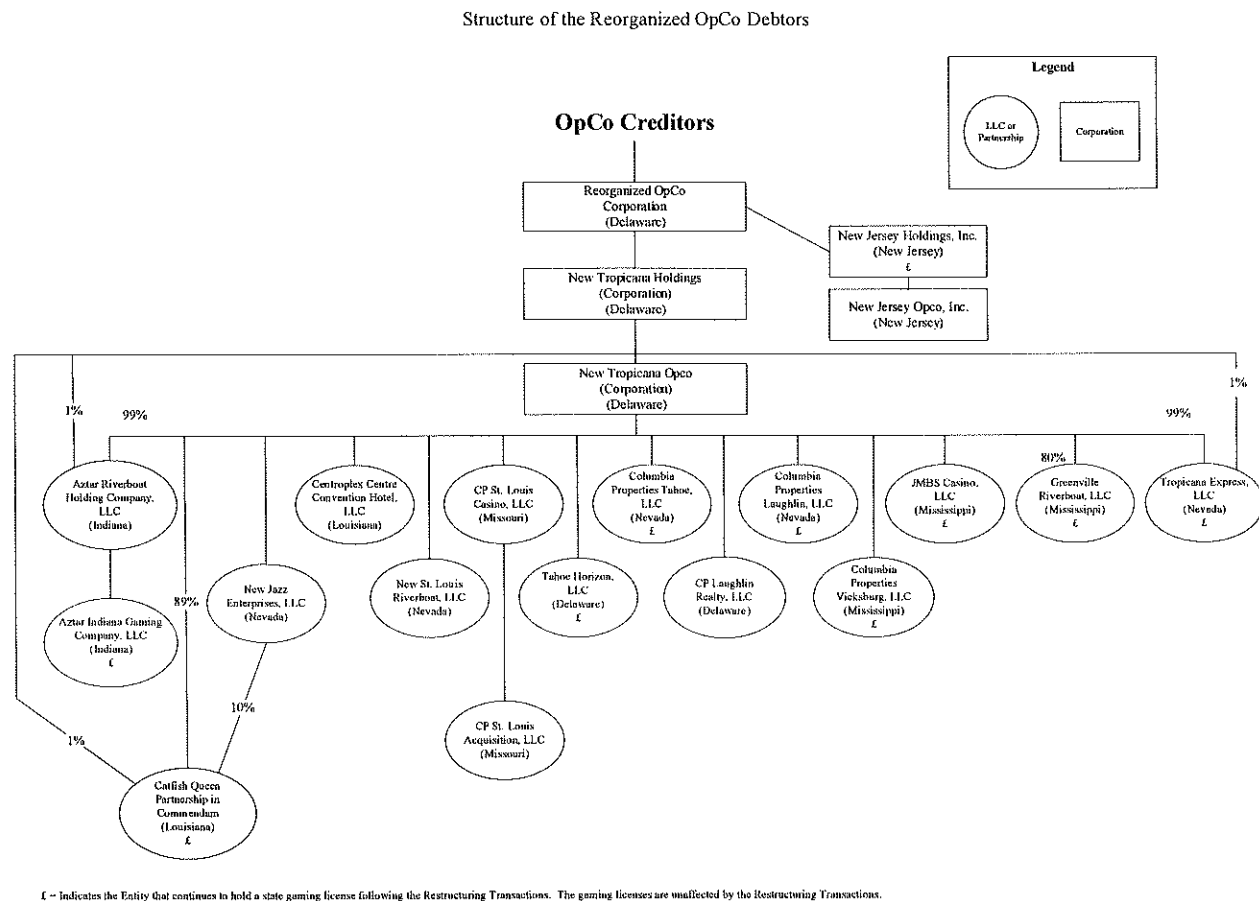 Structure of the Reorganized OpCo Debtors
Legend
LLC or
Partnership
Corporation
OpCo Creditors
Reorganized OpCo
Corporation
(Delaware)
New Jersey Holdings, Inc.
(New Jersey)
£
New Tropicana Holdings
(Corporation)
(Delaware)
New Jersey Opco, Inc.
(New Jersey)
New Tropicana Opco
(Corporation)
(Delaware)
1%
99%
99%
1%
80%
Aztar Riverboat
Holding Company,
LLC
(Indiana)
Centroplex Centre
Convention Hotel,
LLC
(Louisiana)
CP St. Louis
Casino, LLC
(Missouri)
Columbia
Properties Tahoe,
LLC
(Nevada)
£
Columbia
Properties
Laughlin, LLC
(Nevada)
£
JMBS Casino,
LLC
(Mississippi)
£
Greenville
Riverboat, LLC
(Mississippi)
£
Tropicana Express,
LLC
(Nevada)
£
Aztar Indiana Gaming
Company, LLC
(Indiana)
£
89%
New Jazz
Enterprises, LLC
(Nevada)
New St. Louis
Riverboat, LLC
(Nevada)
Tahoe Horizon,
LLC
(Delaware)
£
CP Laughlin
Realty, LLC
(Delaware)
Columbia
Properties
Vicksburg, LLC
(Mississippi)
£
10%
1%
CP St. Louis
Acquisition, LLC
(Missouri)
Catfish Queen
Partnership in
Commendam
(Louisiana)
£
£ – Indicates the Entity that continues to hold a state gaming license following the Restructuring Transactions. The gaming licenses are unaffected by the Restructuring Transactions.